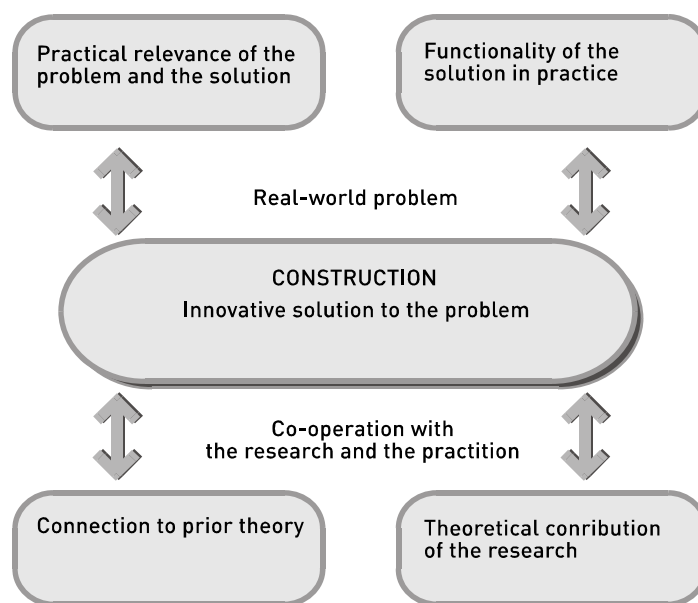 Practical relevance of the
problem and the solution
Functionality of the
solution in practice
Real-world problem
CONSTRUCTION
Innovative solution to the problem
Co-operation with
the research and the practition
Connection to prior theory
Theoretical conribution
of the research